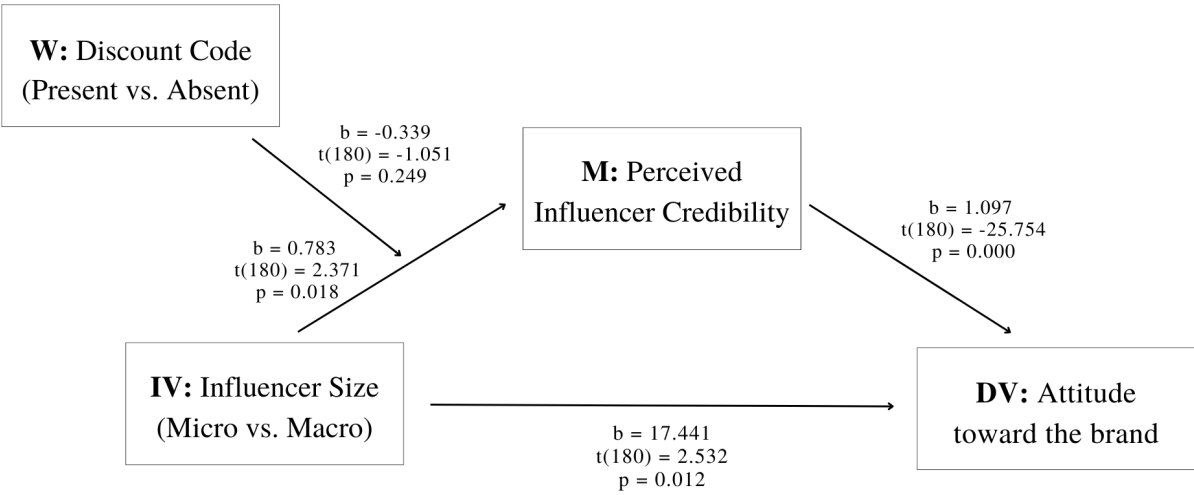 W: Discount Code
(Present vs. Absent)
b = -0.339
t(180) = -1.051
p = 0.249
M: Perceived
Influencer Credibility
b = 1.097
t(180) = -25.754
p = 0.000
b = 0.783
t(180) = 2.371
p = 0.018
IV: Influencer Size
(Micro vs. Macro)
b = 17.441
t(180) = 2.532
p = 0.012
DV: Attitude
toward the brand